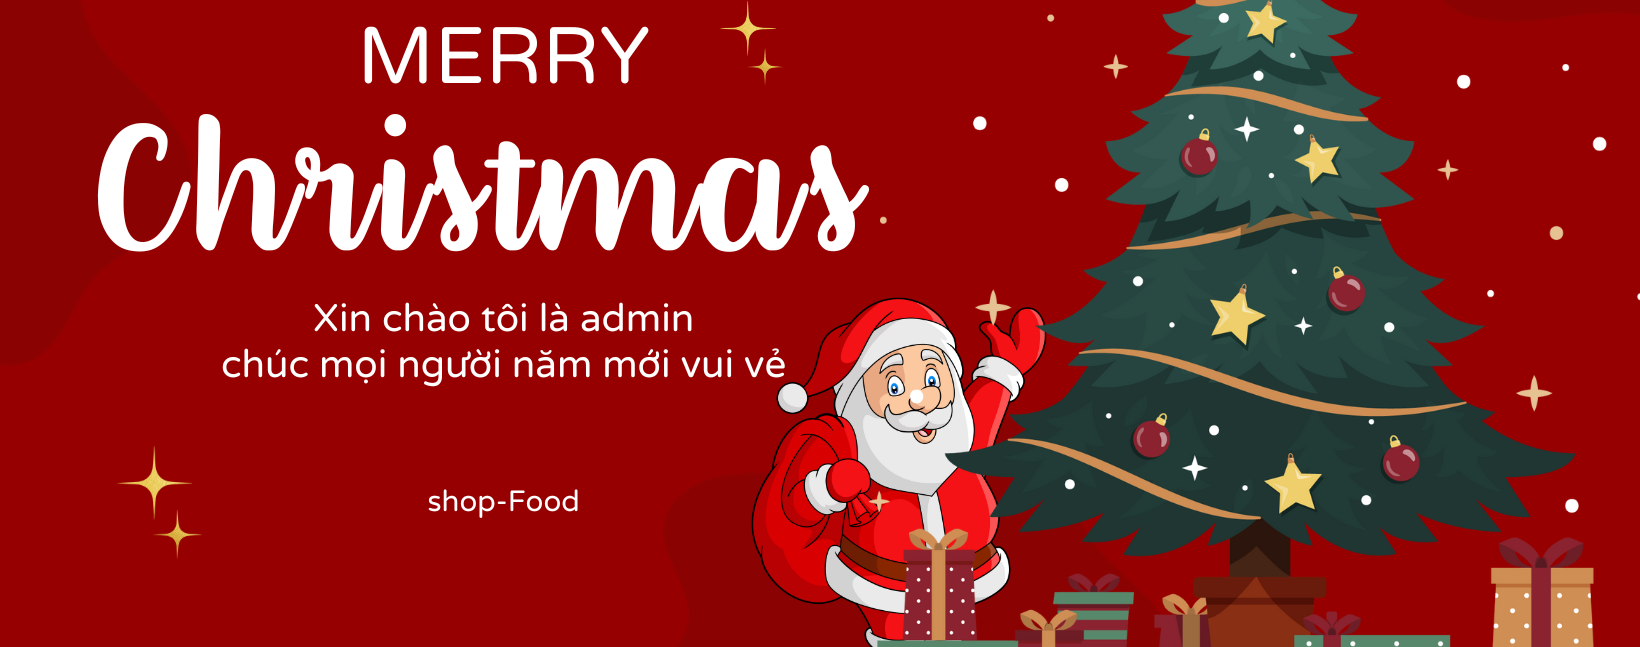 MERRY
Christmas
Xin chào tôi là admin
chúc mọi người năm mới vui vẻ
shop-Food